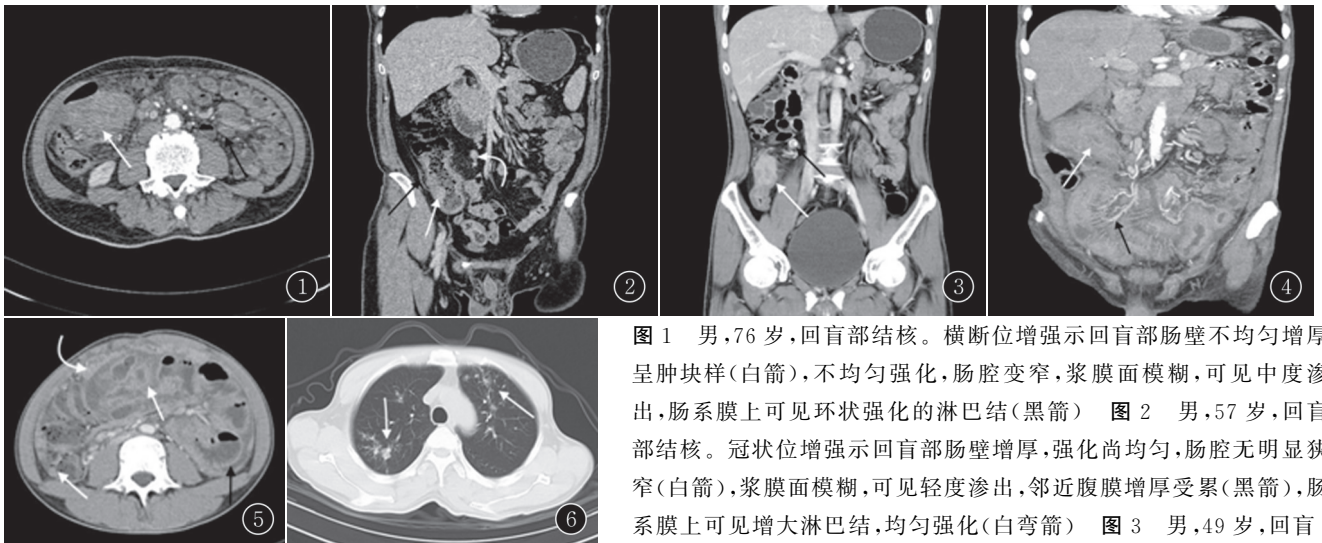 ①
②
③
④
⑤
⑥
图 1 男,76 岁,回盲部结核。横断位增强示回盲部肠壁不均匀增厚
呈肿块样(白箭),不均匀强化,肠腔变窄,浆膜面模糊,可见中度渗
出,肠系膜上可见环状强化的淋巴结(黑箭) 图 2 男,57 岁,回盲
部结核。冠状位增强示回盲部肠壁增厚,强化尚均匀,肠腔无明显狭
窄(白箭),浆膜面模糊,可见轻度渗出,邻近腹膜增厚受累(黑箭),肠
系膜上可见增大淋巴结,均匀强化(白弯箭) 图 3 男,49 岁,回盲